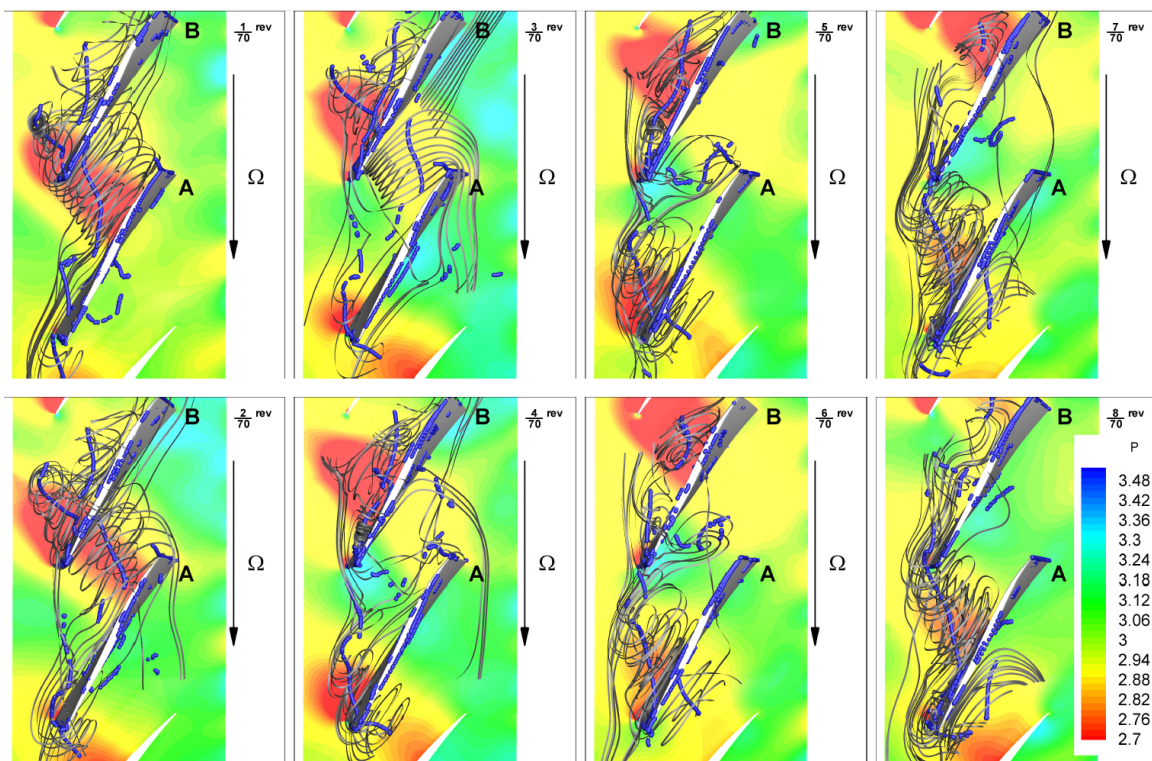 B
1/70 rev
A
Ω
B
3/70 rev
A
Ω
B
5/70 rev
A
Ω
B
7/70 rev
A
Ω
B
2/70 rev
A
Ω
B
4/70 rev
A
Ω
B
6/70 rev
A
Ω
B
8/70 rev
A
P
3.48
3.42
3.36
3.3
3.24
3.18
3.12
3.06
3
2.94
2.88
2.82
2.76
2.7